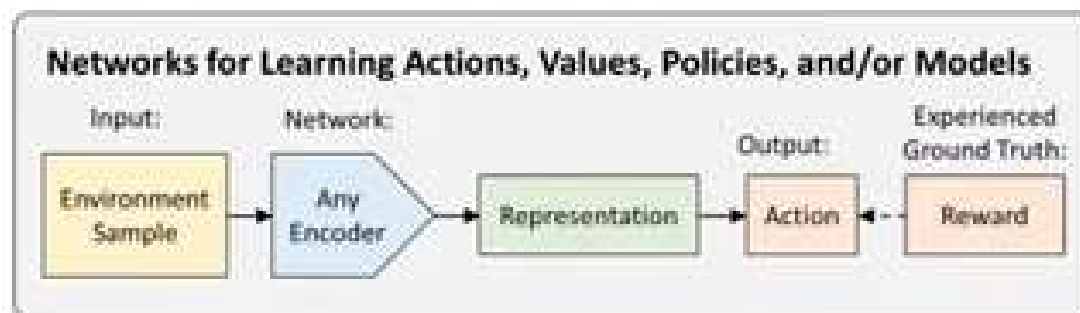 Networks for Learning Actions, Values, Policies, and/or Models
Input:
Network:
Output:
Experienced
Ground Truth:
Environment
Sample
Any
Encoder
Representation
Action
Reward